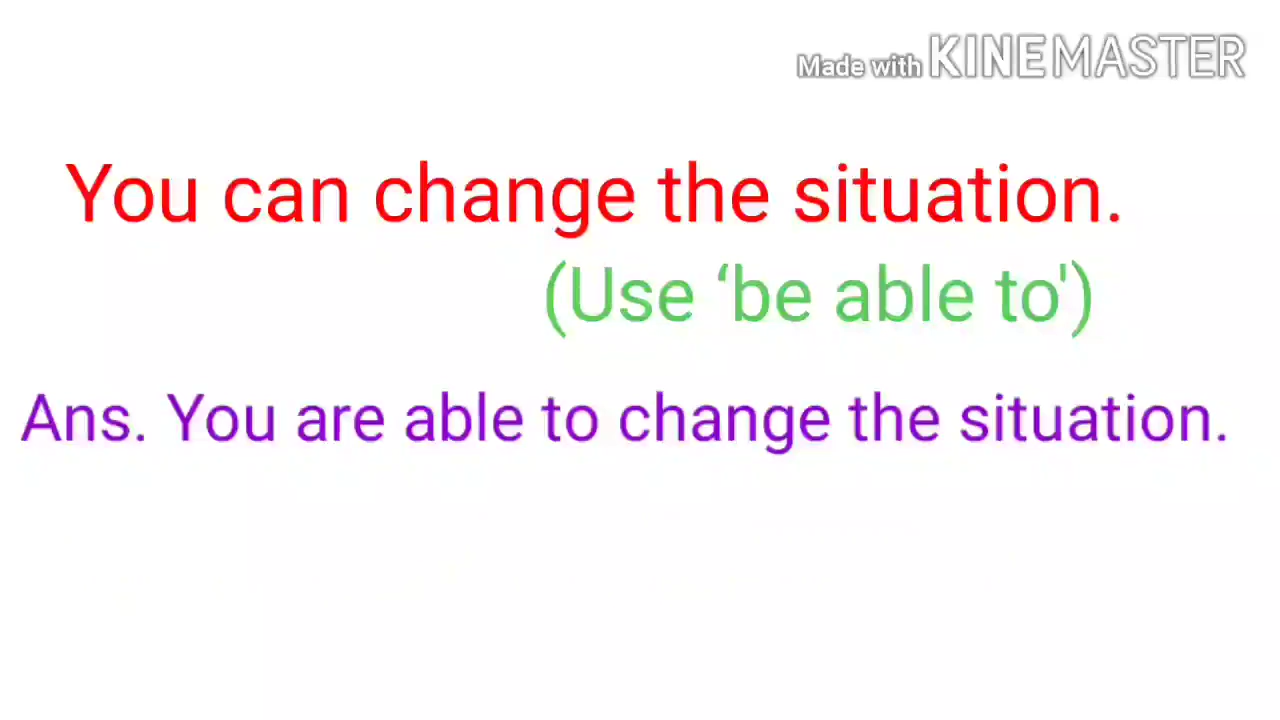 Made with KINEMASTER
You can change the situation.
(Use ‘be able to')
Ans. You are able to change the situation.